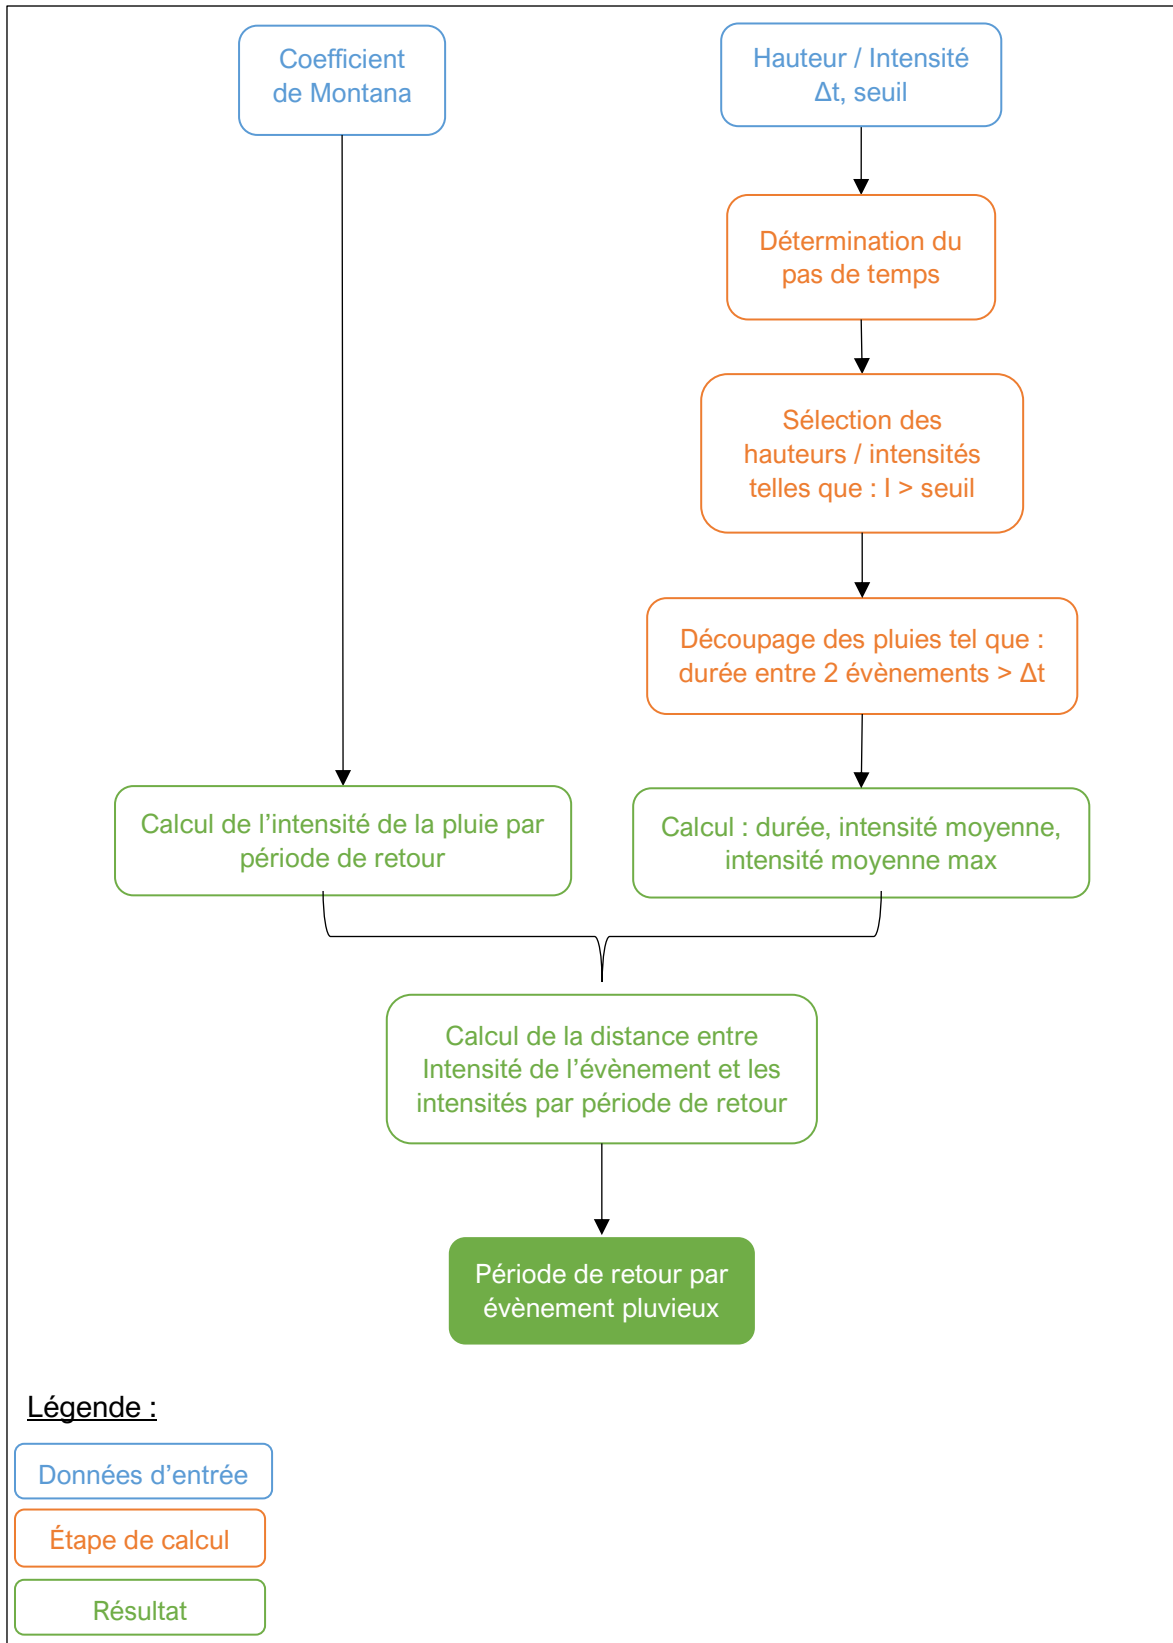 Coefficient
de Montana
Hauteur / Intensité
Δt, seuil
Détermination du
pas de temps
Sélection des
hauteurs / intensités
telles que : I > seuil
Découpage des pluies tel que :
durée entre 2 évènements > Δt
Calcul de l’intensité de la pluie par
période de retour
Calcul : durée, intensité moyenne,
intensité moyenne max
Calcul de la distance entre
Intensité de l’évènement et les
intensités par période de retour
Période de retour par
évènement pluvieux
Légende :
Données d’entrée
Étape de calcul
Résultat